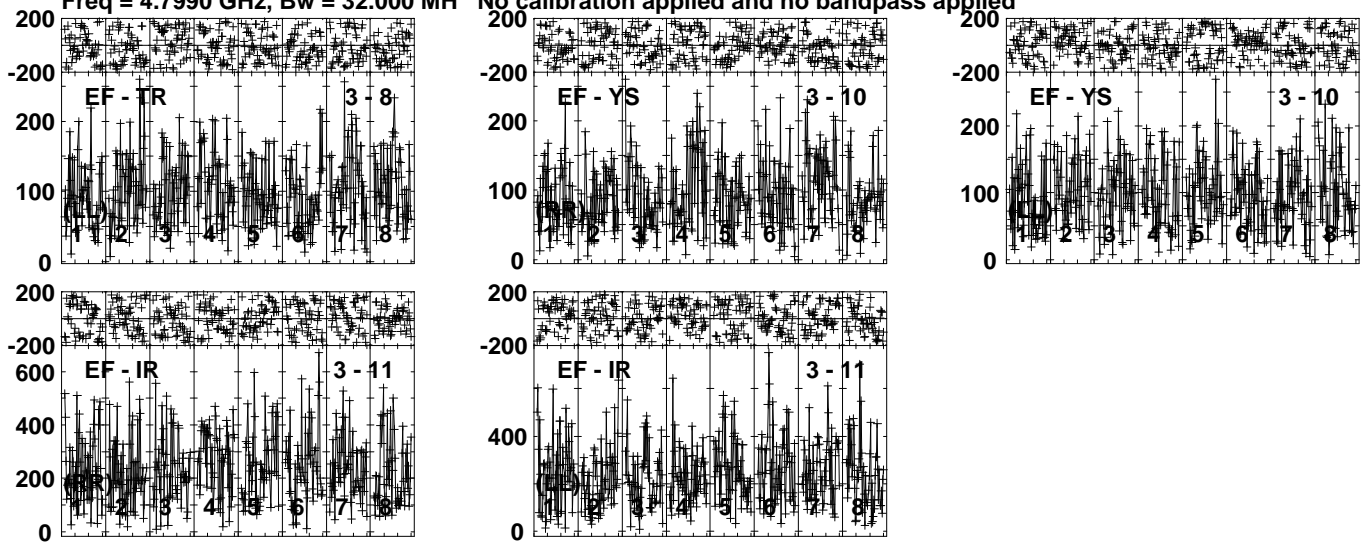 Freq = 4.7990 GHz, Bw = 32.000 MH No calibration applied and no bandpass applied
200
-200
EF - TR 3 - 8
200
100
0
(LL)
1 2 3 4 5 6 7 8
200
-200
EF - YS 3 - 10
200
100
0
(RR)
1 2 3 4 5 6 7 8
200
-200
EF - YS 3 - 10
200
100
0
(LL)
1 2 3 4 5 6 7 8
200
-200
EF - IR 3 - 11
600
400
200
0
(RR)
1 2 3 4 5 6 7 8
200
-200
EF - IR 3 - 11
400
0
(LL)
1 2 3 4 5 6 7 8